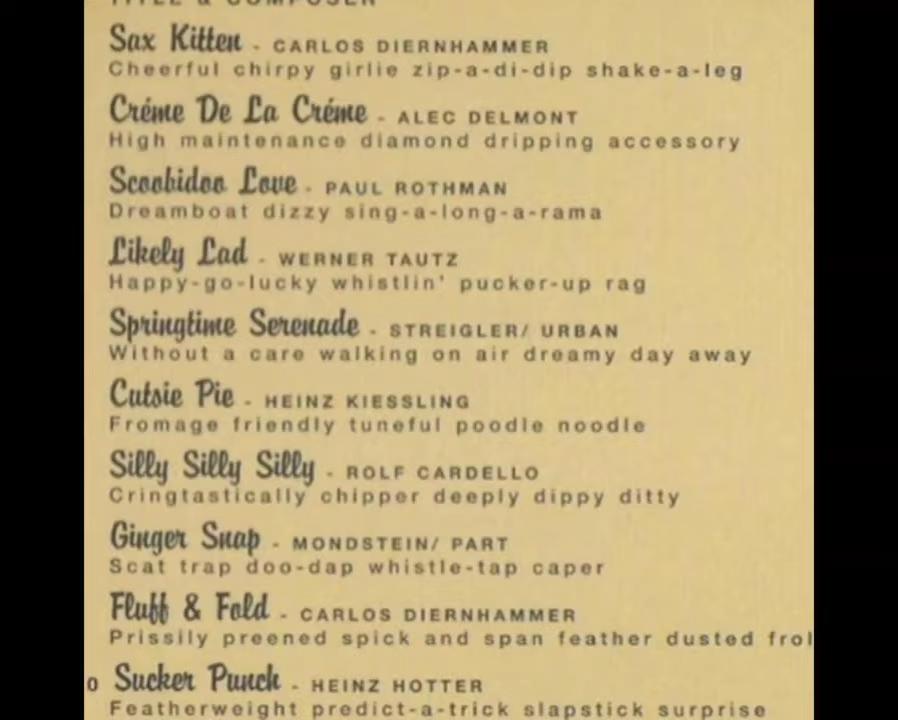 TITLE & COMPOSER
Sax Kitten - CARLOS DIERNHAMMER
Cheerful chirpy girlie zip-a-di-dip shake-a-leg
Créme De La Créme - ALEC DELMONT
High maintenance diamond dripping accessory
Scoobidoo Love - PAUL ROTHMAN
Dreamboat dizzy sing-a-long-a-rama
Likely Lad - WERNER TAUTZ
Happy-go-lucky whistlin' pucker-up rag
Springtime Serenade - STREIGLER/ URBAN
Without a care walking on air dreamy day away
Cutsie Pie - HEINZ KIESSLING
Fromage friendly tuneful poodle noodle
Silly Silly Silly - ROLF CARDELLO
Cringtastically chipper deeply dippy ditty
Ginger Snap - MONDSTEIN/ PART
Scat trap doo-dap whistle-tap caper
Fluff & Fold - CARLOS DIERNHAMMER
Prissily preened spick and span feather dusted frol
0 Sucker Punch - HEINZ HOTTER
Featherweight predict-a-trick slapstick surprise